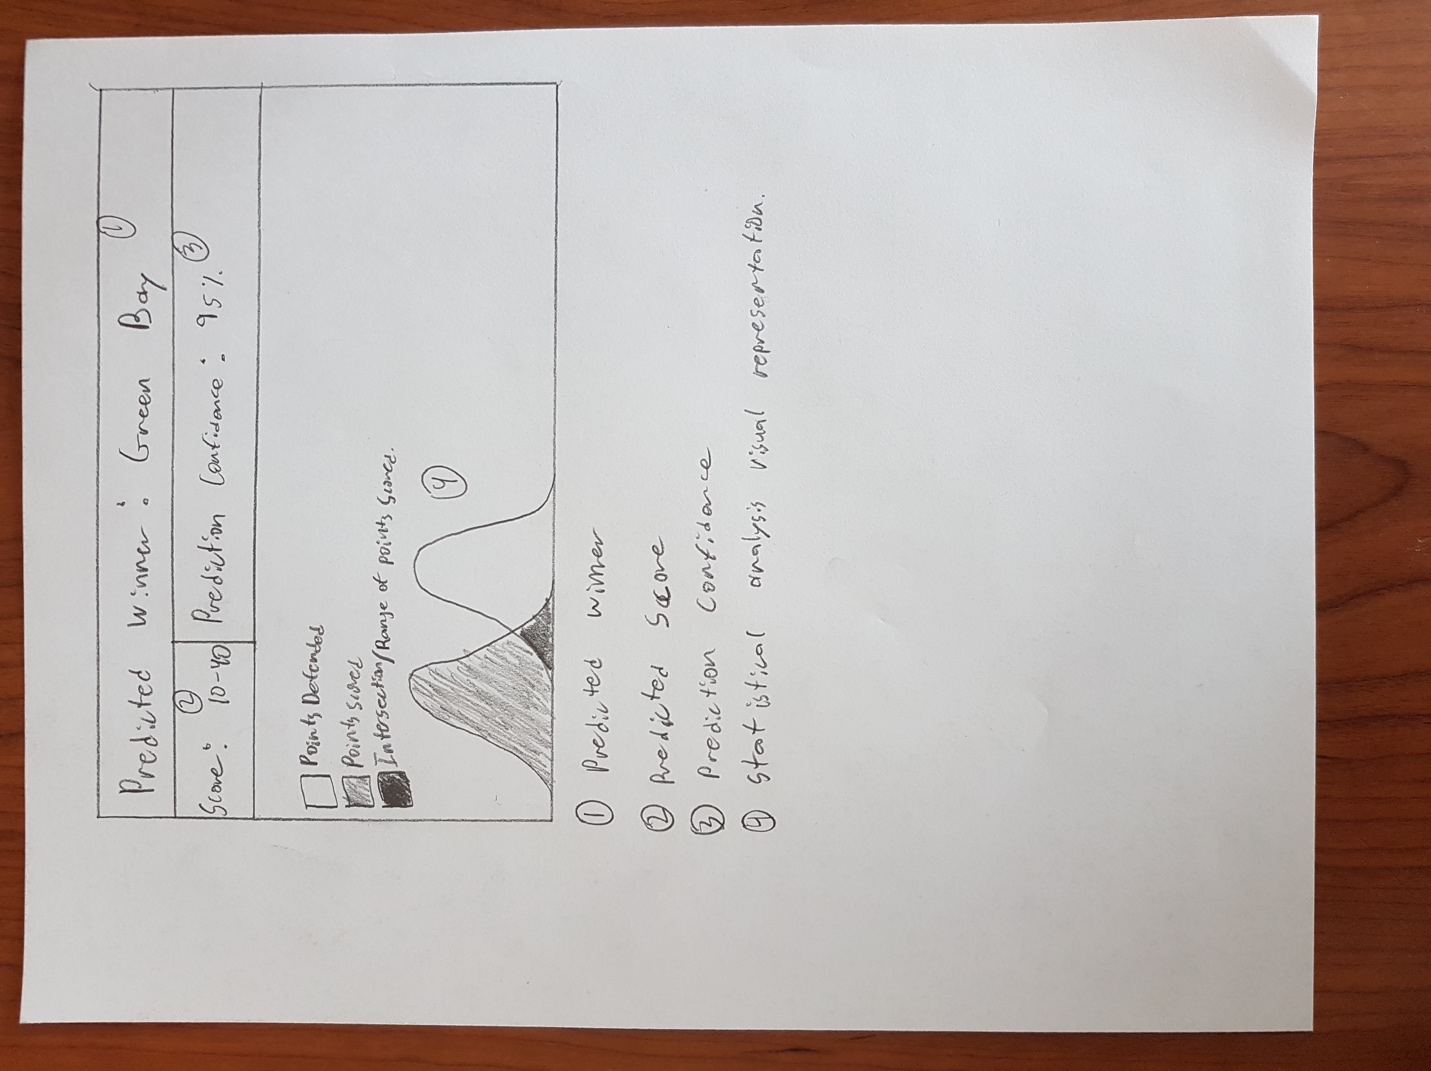 Predicted Winner: Green Bay ①
Score: 10-40 ②
Prediction Confidence: 95% ③
Points Defended
Points Scored
Intersection/Range of points scored.
④
① Predicted winner
② Predicted Score
③ Prediction Confidence
④ Statistical analysis visual representation.